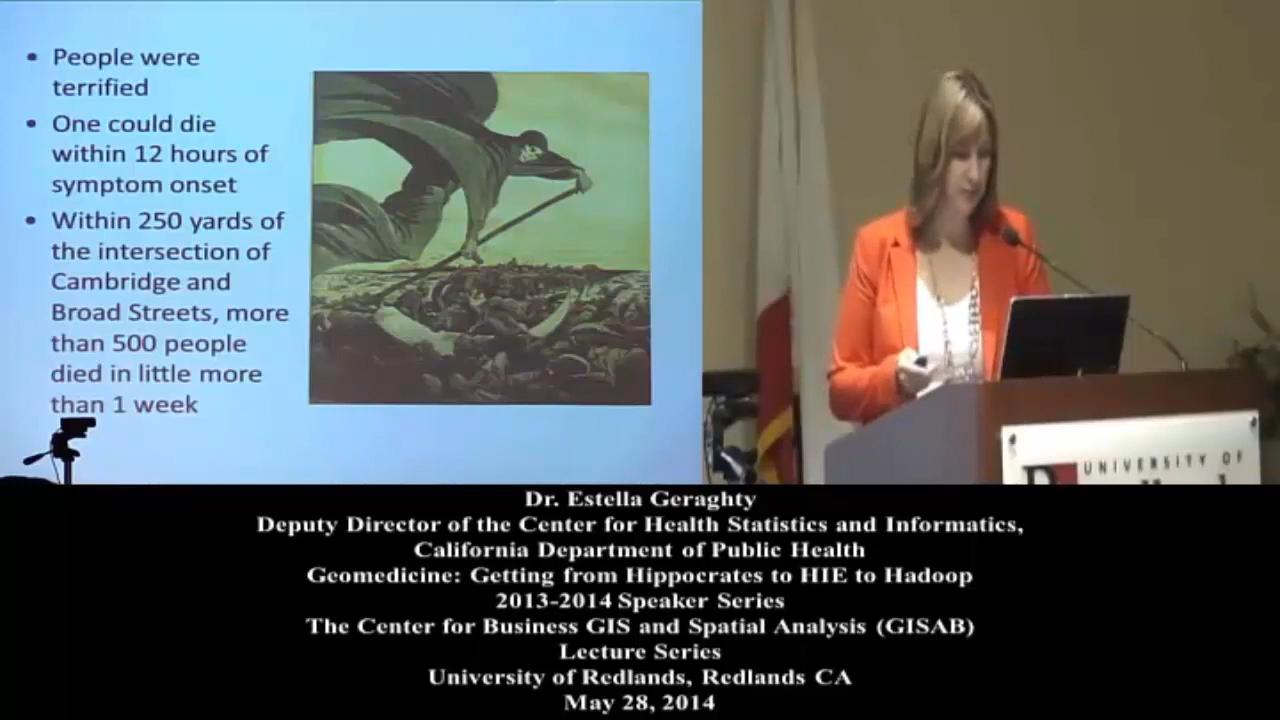 • People were
terrified
• One could die
within 12 hours of
symptom onset
• Within 250 yards of
the intersection of
Cambridge and
Broad Streets, more
than 500 people
died in little more
than 1 week
UNIVERSITY OF
Dr. Estella Geraghty
Deputy Director of the Center for Health Statistics and Informatics,
California Department of Public Health
Geomedicine: Getting from Hippocrates to HIE to Hadoop
2013-2014 Speaker Series
The Center for Business GIS and Spatial Analysis (GISAB)
Lecture Series
University of Redlands, Redlands CA
May 28, 2014